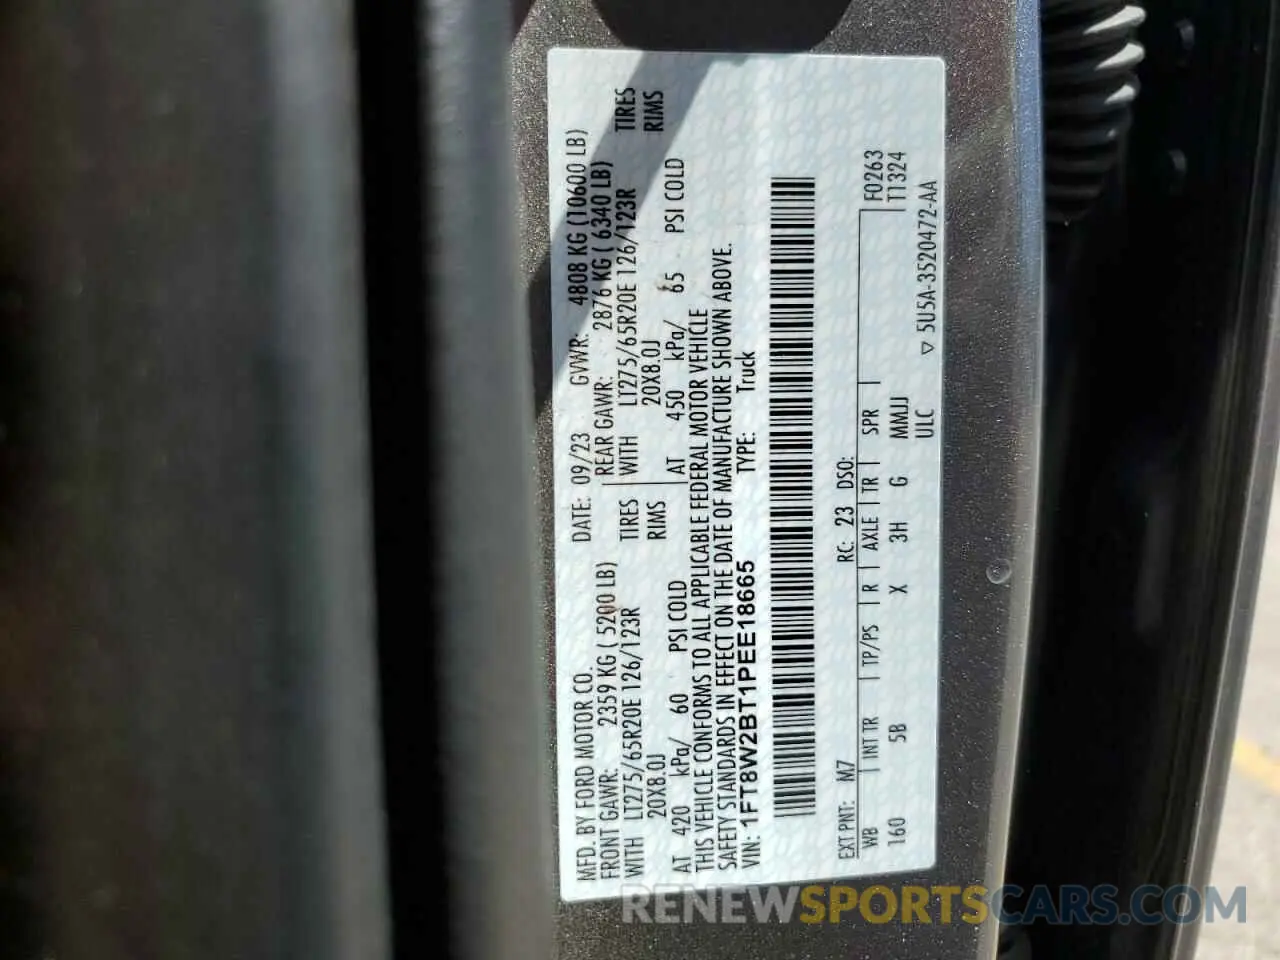 MFD. BY FORD MOTOR CO. DATE: 09/23 GVWR: 4808 KG (10600 LB)
FRONT GAWR: 2359 KG ( 5200 LB) REAR GAWR: 2876 KG ( 6340 LB)
WITH LT275/65R20E 126/123R TIRES WITH LT275/65R20E 126/123R TIRES
20X8.0J RIMS 20X8.0J RIMS
AT 420 kPa/ 60 PSI COLD AT 450 kPa/ 65 PSI COLD
THIS VEHICLE CONFORMS TO ALL APPLICABLE FEDERAL MOTOR VEHICLE
SAFETY STANDARDS IN EFFECT ON THE DATE OF MANUFACTURE SHOWN ABOVE.
VIN: 1FT8W2BT1PEE18665 TYPE: Truck
EXT PNT: M7 RC: 23 DSO:
WB INT TR TP/PS R AXLE TR SPR F0263
160 5B X 3H G MMJJ T1324
ULC
▽ 5U5A-3520472-AA
RENEWSPORTSCARS.COM